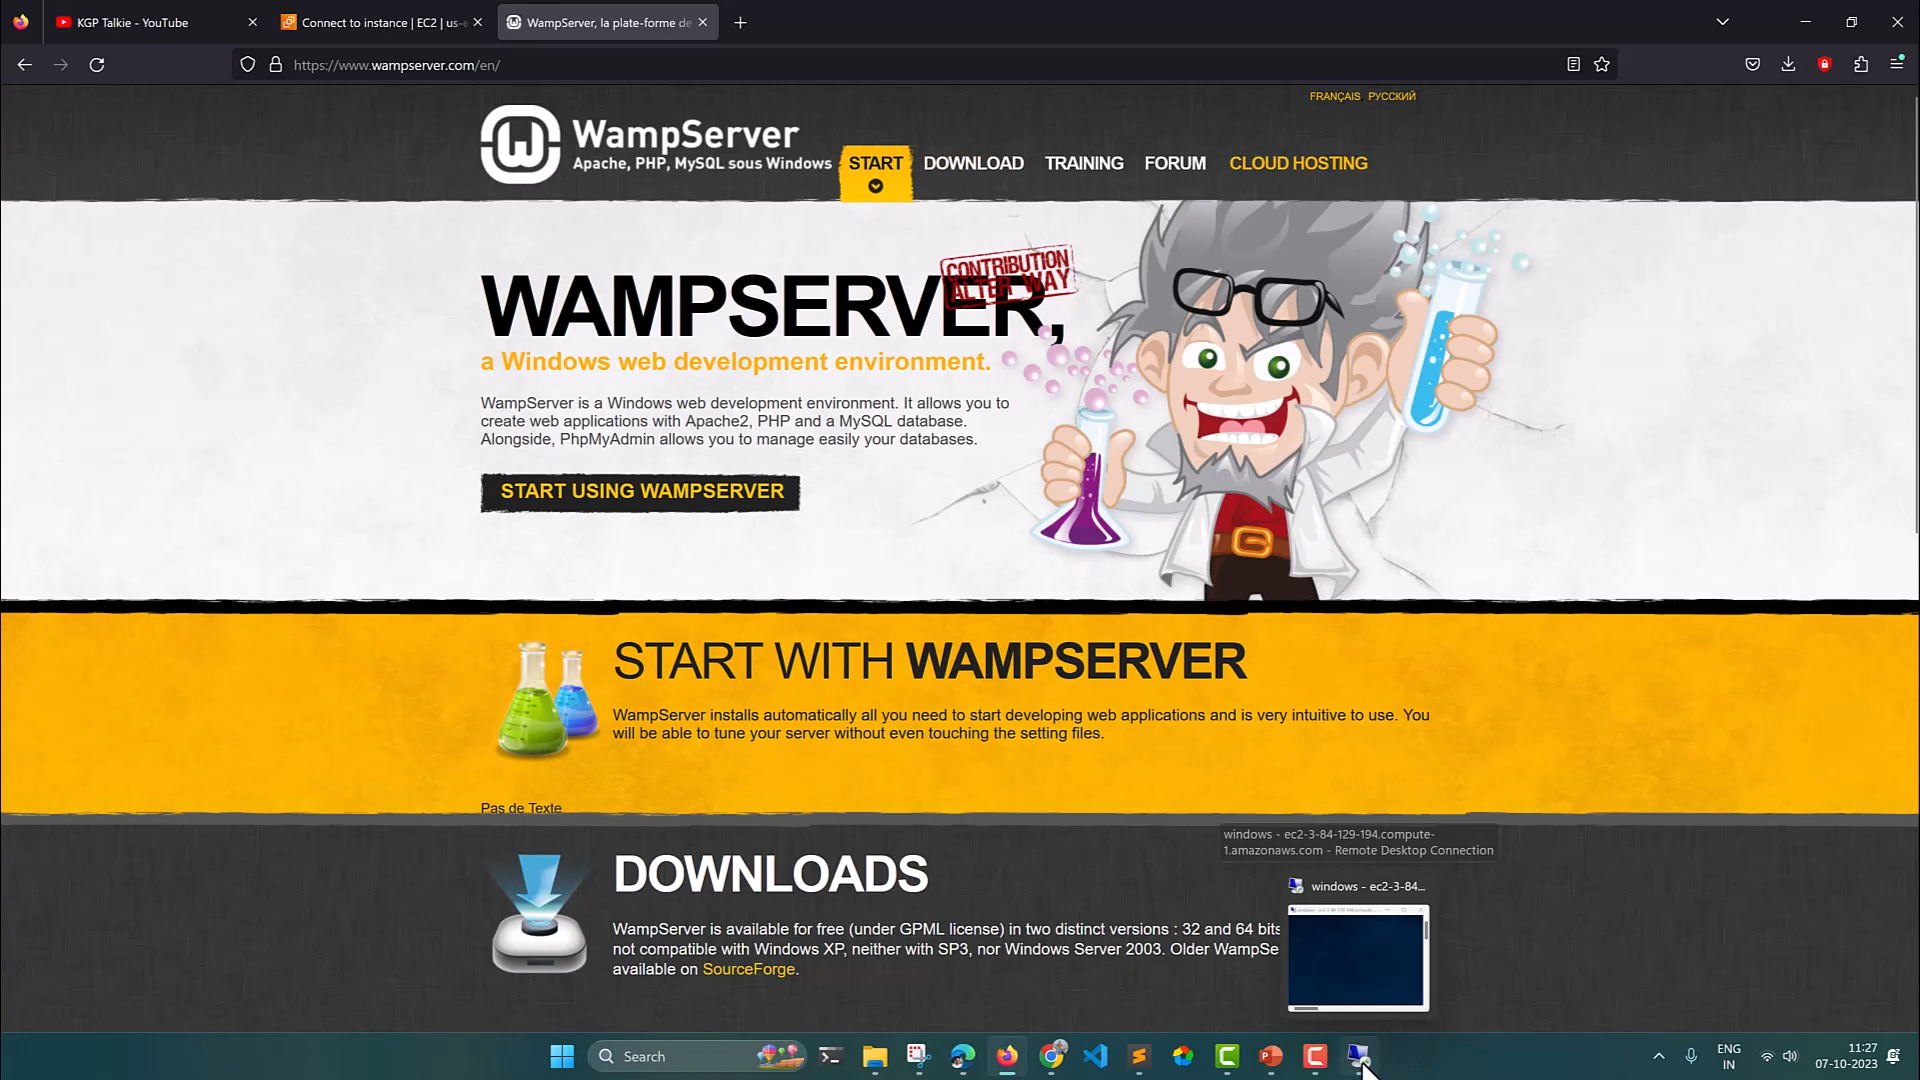 KGP Talkie - YouTube
Connect to instance | EC2 | us-e
WampServer, la plate-forme de
https://www.wampserver.com/en/
FRANÇAIS РУССКИЙ
WampServer
Apache, PHP, MySQL sous Windows
START
DOWNLOAD
TRAINING
FORUM
CLOUD HOSTING
CONTRIBUTION
ALTER WAY
WAMPSERVER,
a Windows web development environment.
WampServer is a Windows web development environment. It allows you to
create web applications with Apache2, PHP and a MySQL database.
Alongside, PhpMyAdmin allows you to manage easily your databases.
START USING WAMPSERVER
START WITH WAMPSERVER
WampServer installs automatically all you need to start developing web applications and is very intuitive to use. You
will be able to tune your server without even touching the setting files.
Pas de Texte
windows - ec2-3-84-129-194.compute-
1.amazonaws.com - Remote Desktop Connection
DOWNLOADS
windows - ec2-3-84...
WampServer is available for free (under GPML license) in two distinct versions : 32 and 64 bits
not compatible with Windows XP, neither with SP3, nor Windows Server 2003. Older WampSe
available on SourceForge.
Search
ENG
IN
11:27
07-10-2023